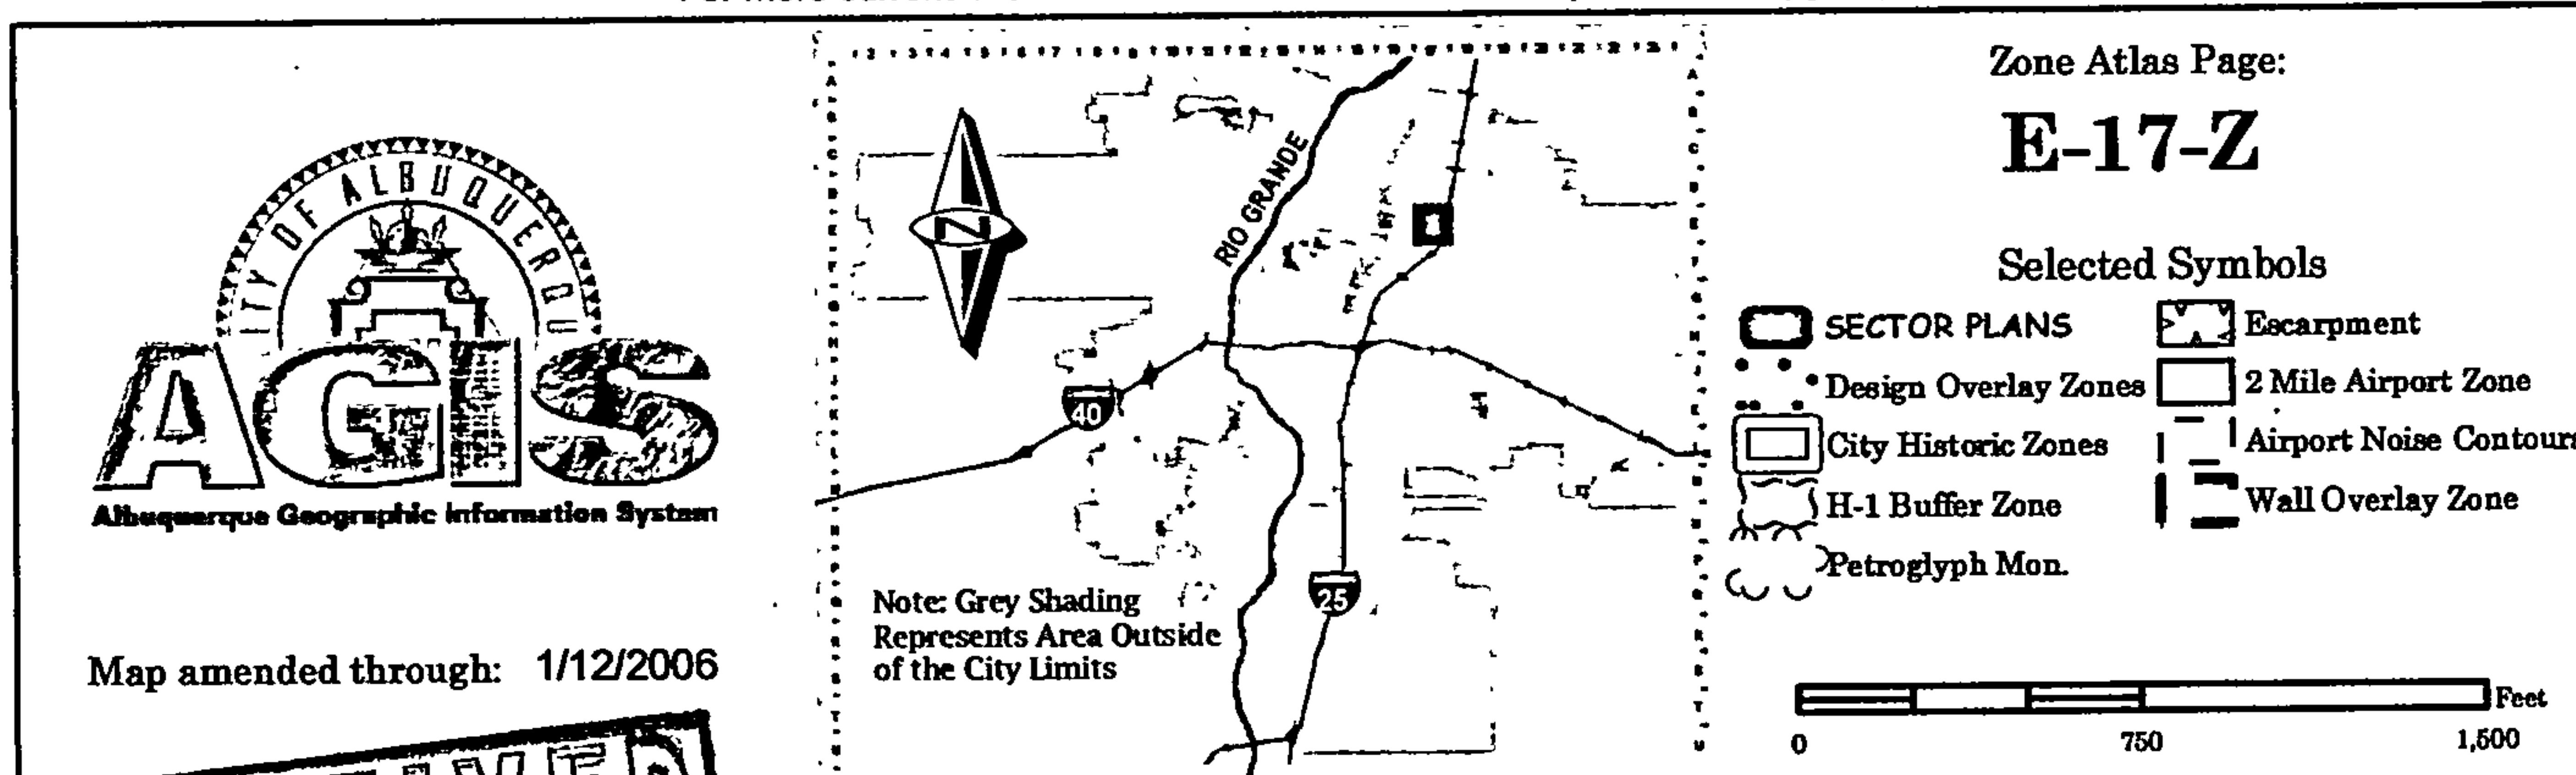 CITY OF ALBUQUERQU
AGIS
Albuquerque Geographic Information System
Map amended through: 1/12/2006
N
RIO GRANDE
40
25
Note: Grey Shading
Represents Area Outside
of the City Limits
Zone Atlas Page:
E-17-Z
Selected Symbols
SECTOR PLANS
Design Overlay Zones
City Historic Zones
H-1 Buffer Zone
Petroglyph Mon.
Escarpment
2 Mile Airport Zone
Airport Noise Contours
Wall Overlay Zone
Feet
0 750 1,500